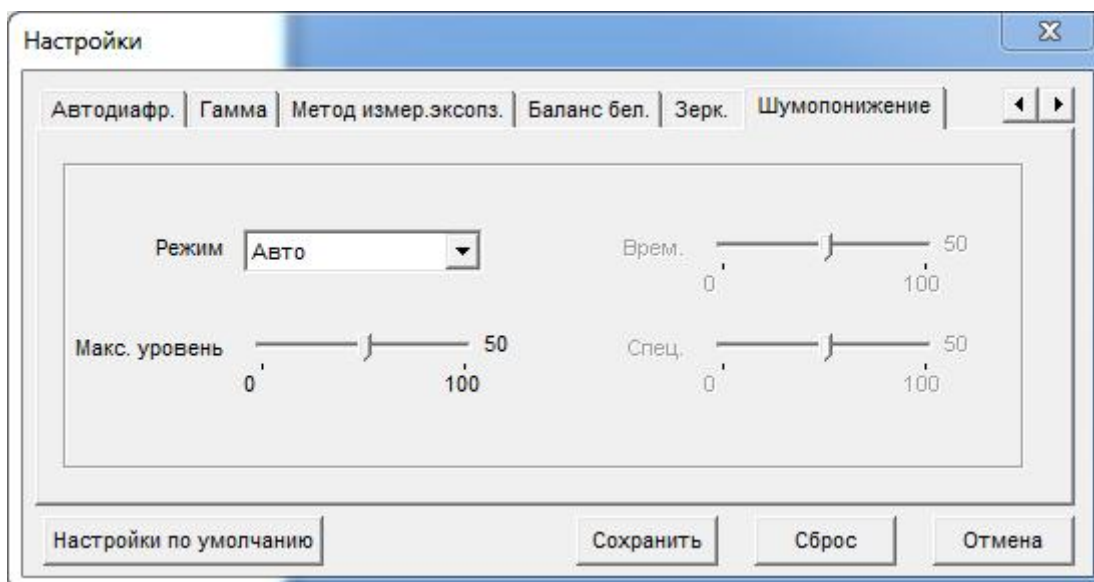 Настройки
Автодиафр. Гамма Метод измер.эксопз. Баланс бел. Зерк. Шумопонижение
Режим Авто Врем. 50
0 100
Макс. уровень 50 Спец. 50
0 100 0 100
Настройки по умолчанию Сохранить Сброс Отмена